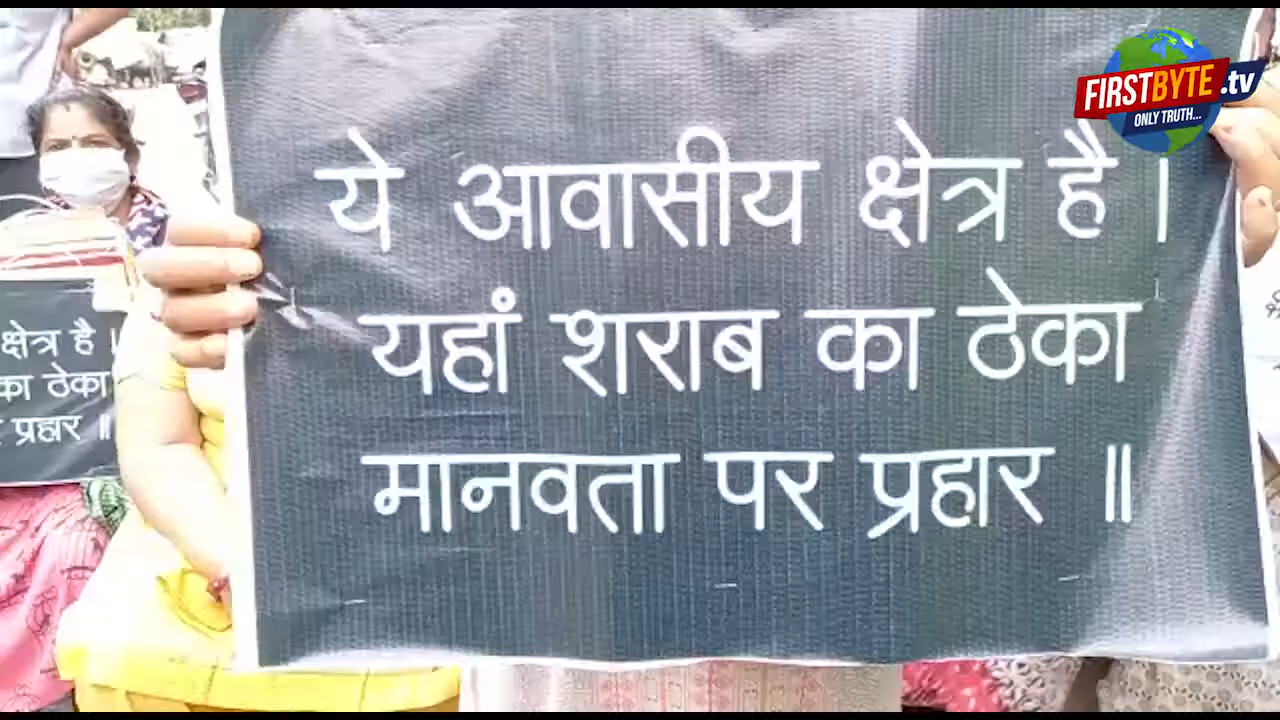 FIRSTBYTE.tv
ONLY TRUTH...
ये आवासीय क्षेत्र है ।
यहां शराब का ठेका
मानवता पर प्रहार ॥
क्षेत्र है ।
का ठेका
प्रहार ॥